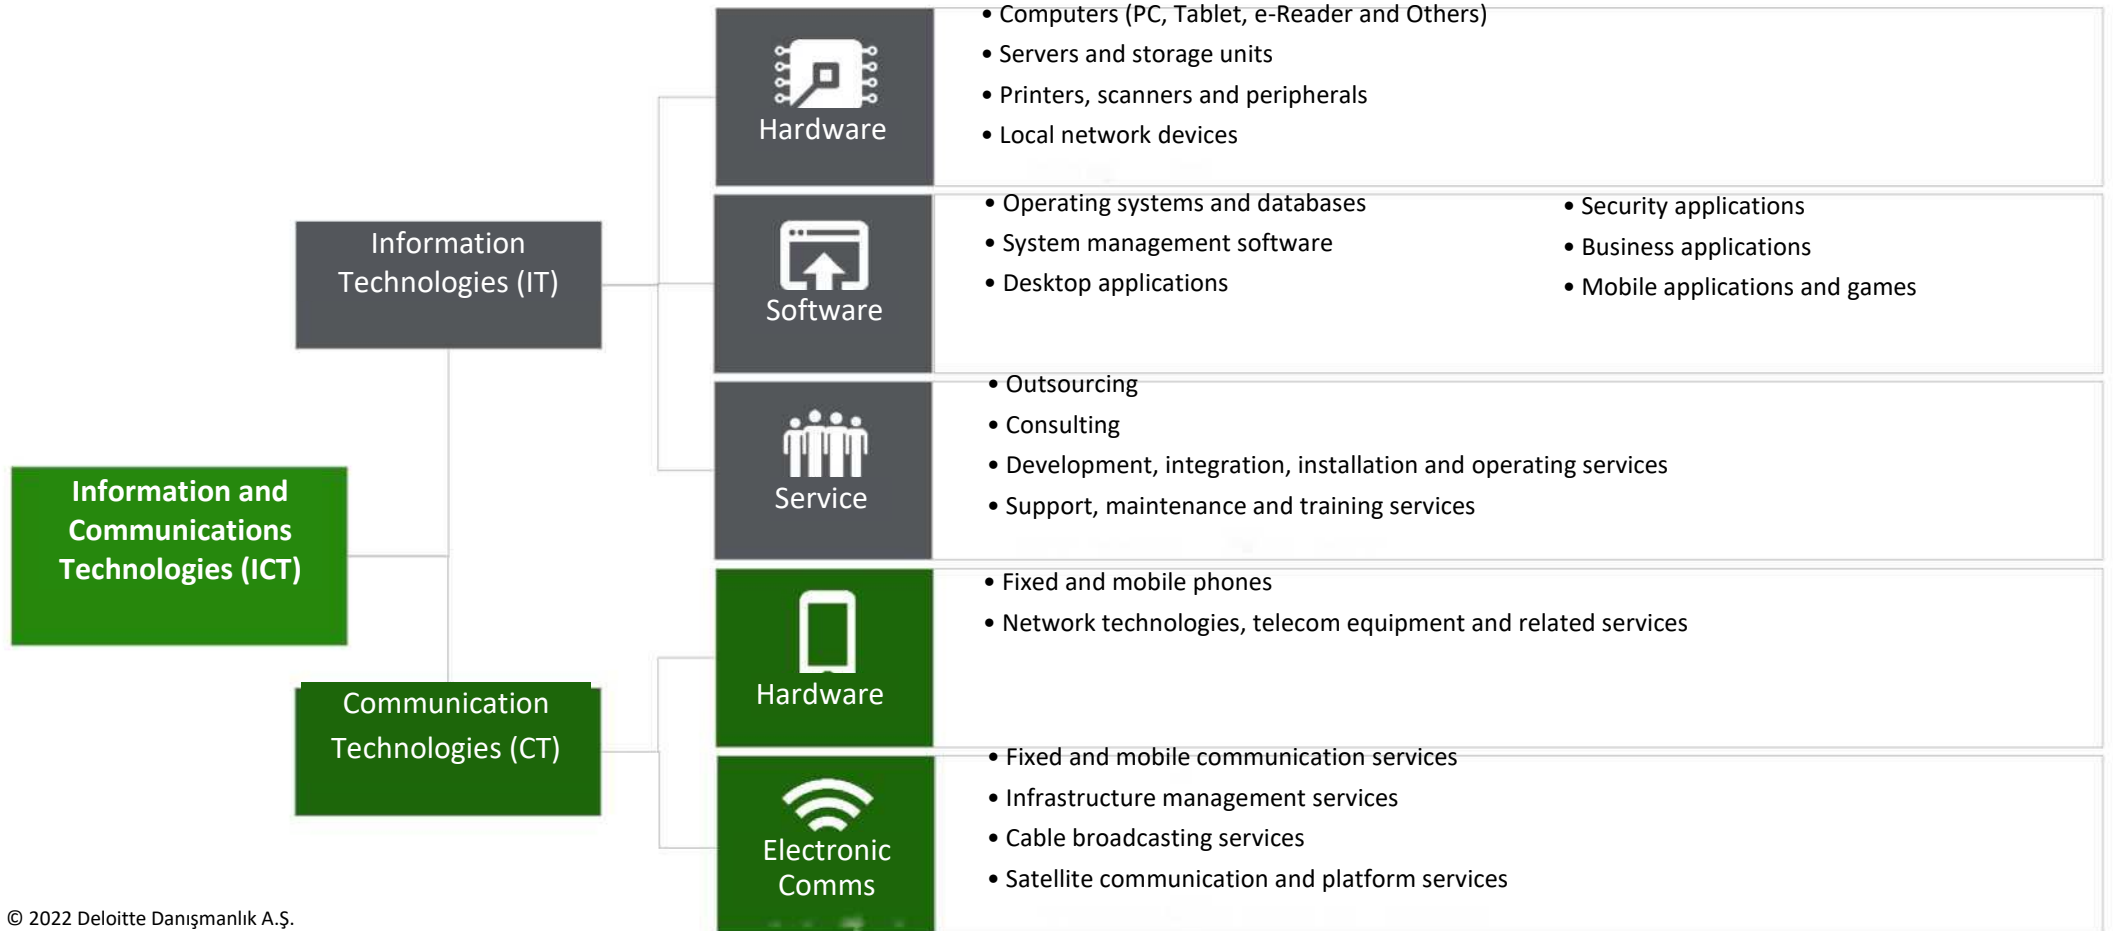 • Computers (PC, Tablet, e-Reader and Others)
• Servers and storage units
• Printers, scanners and peripherals
• Local network devices
Hardware
• Operating systems and databases
• System management software
• Desktop applications
• Security applications
• Business applications
• Mobile applications and games
Information
Technologies (IT)
Software
• Outsourcing
• Consulting
• Development, integration, installation and operating services
• Support, maintenance and training services
Service
Information and
Communications
Technologies (ICT)
• Fixed and mobile phones
• Network technologies, telecom equipment and related services
Hardware
Communication
Technologies (CT)
• Fixed and mobile communication services
• Infrastructure management services
• Cable broadcasting services
• Satellite communication and platform services
Electronic
Comms
© 2022 Deloitte Danışmanlık A.Ş.